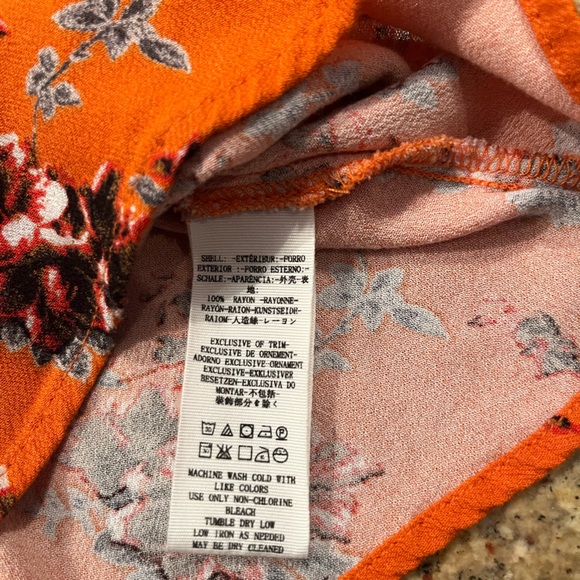 SHELL: -EXTÉRIEUR:-FORRO
EXTERIOR :-FORRO ESTERNO:-
SCHALE:-APARÊNCIA:-外壳-表
地:
100% RAYON -RAYONNE-
RAYÓN-RAION-KUNSTSEIDE-
RAIOM-人造絲-レーヨン
EXCLUSIVE OF TRIM-
EXCLUSIVE DE ORNEMENT-
ADORNO EXCLUSIVE ORNAMENT
EXCLUSIVE-EXKLUSIVER
BESETZEN-EXCLUSIVA DO
MONTAR-不包括-
装飾部分を除く
MACHINE WASH COLD WITH
LIKE COLORS
USE ONLY NON-CHLORINE
BLEACH
TUMBLE DRY LOW
LOW IRON AS NEEDED
MAY BE DRY CLEANED